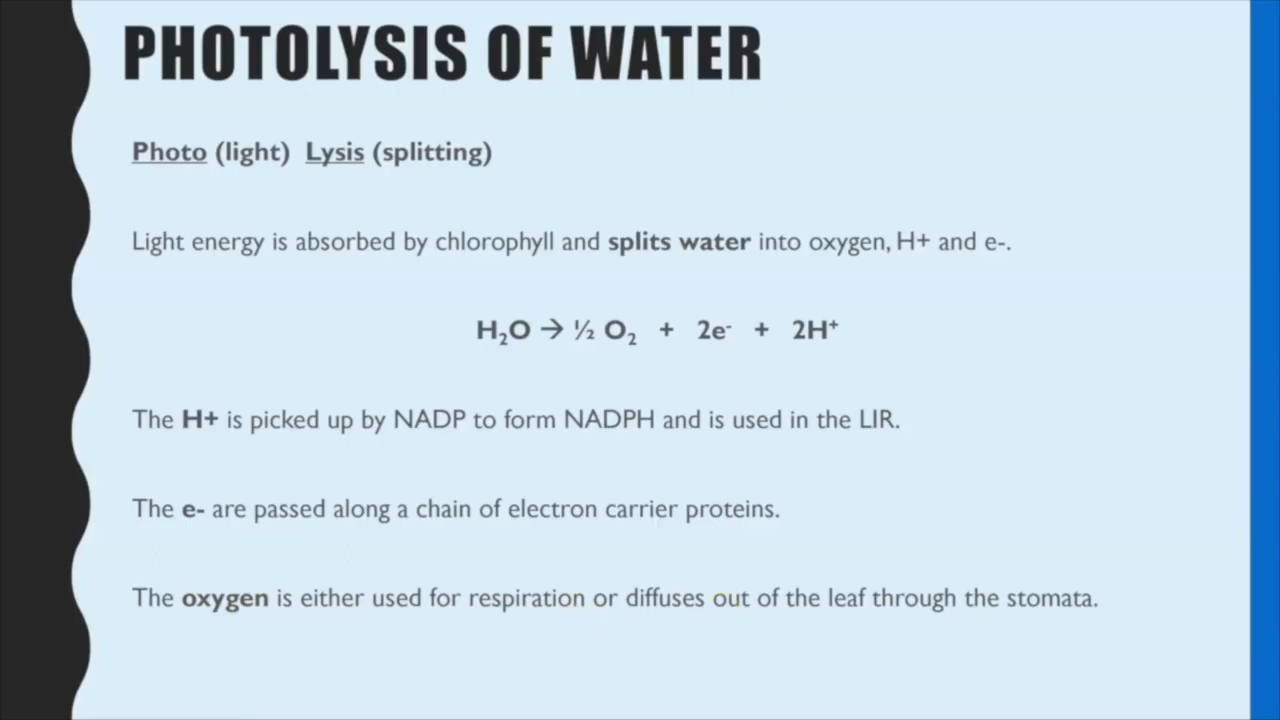 PHOTOLYSIS OF WATER
Photo (light) Lysis (splitting)
Light energy is absorbed by chlorophyll and splits water into oxygen, H+ and e-.
H₂O → ½ O₂ + 2e⁻ + 2H⁺
The H+ is picked up by NADP to form NADPH and is used in the LIR.
The e- are passed along a chain of electron carrier proteins.
The oxygen is either used for respiration or diffuses out of the leaf through the stomata.